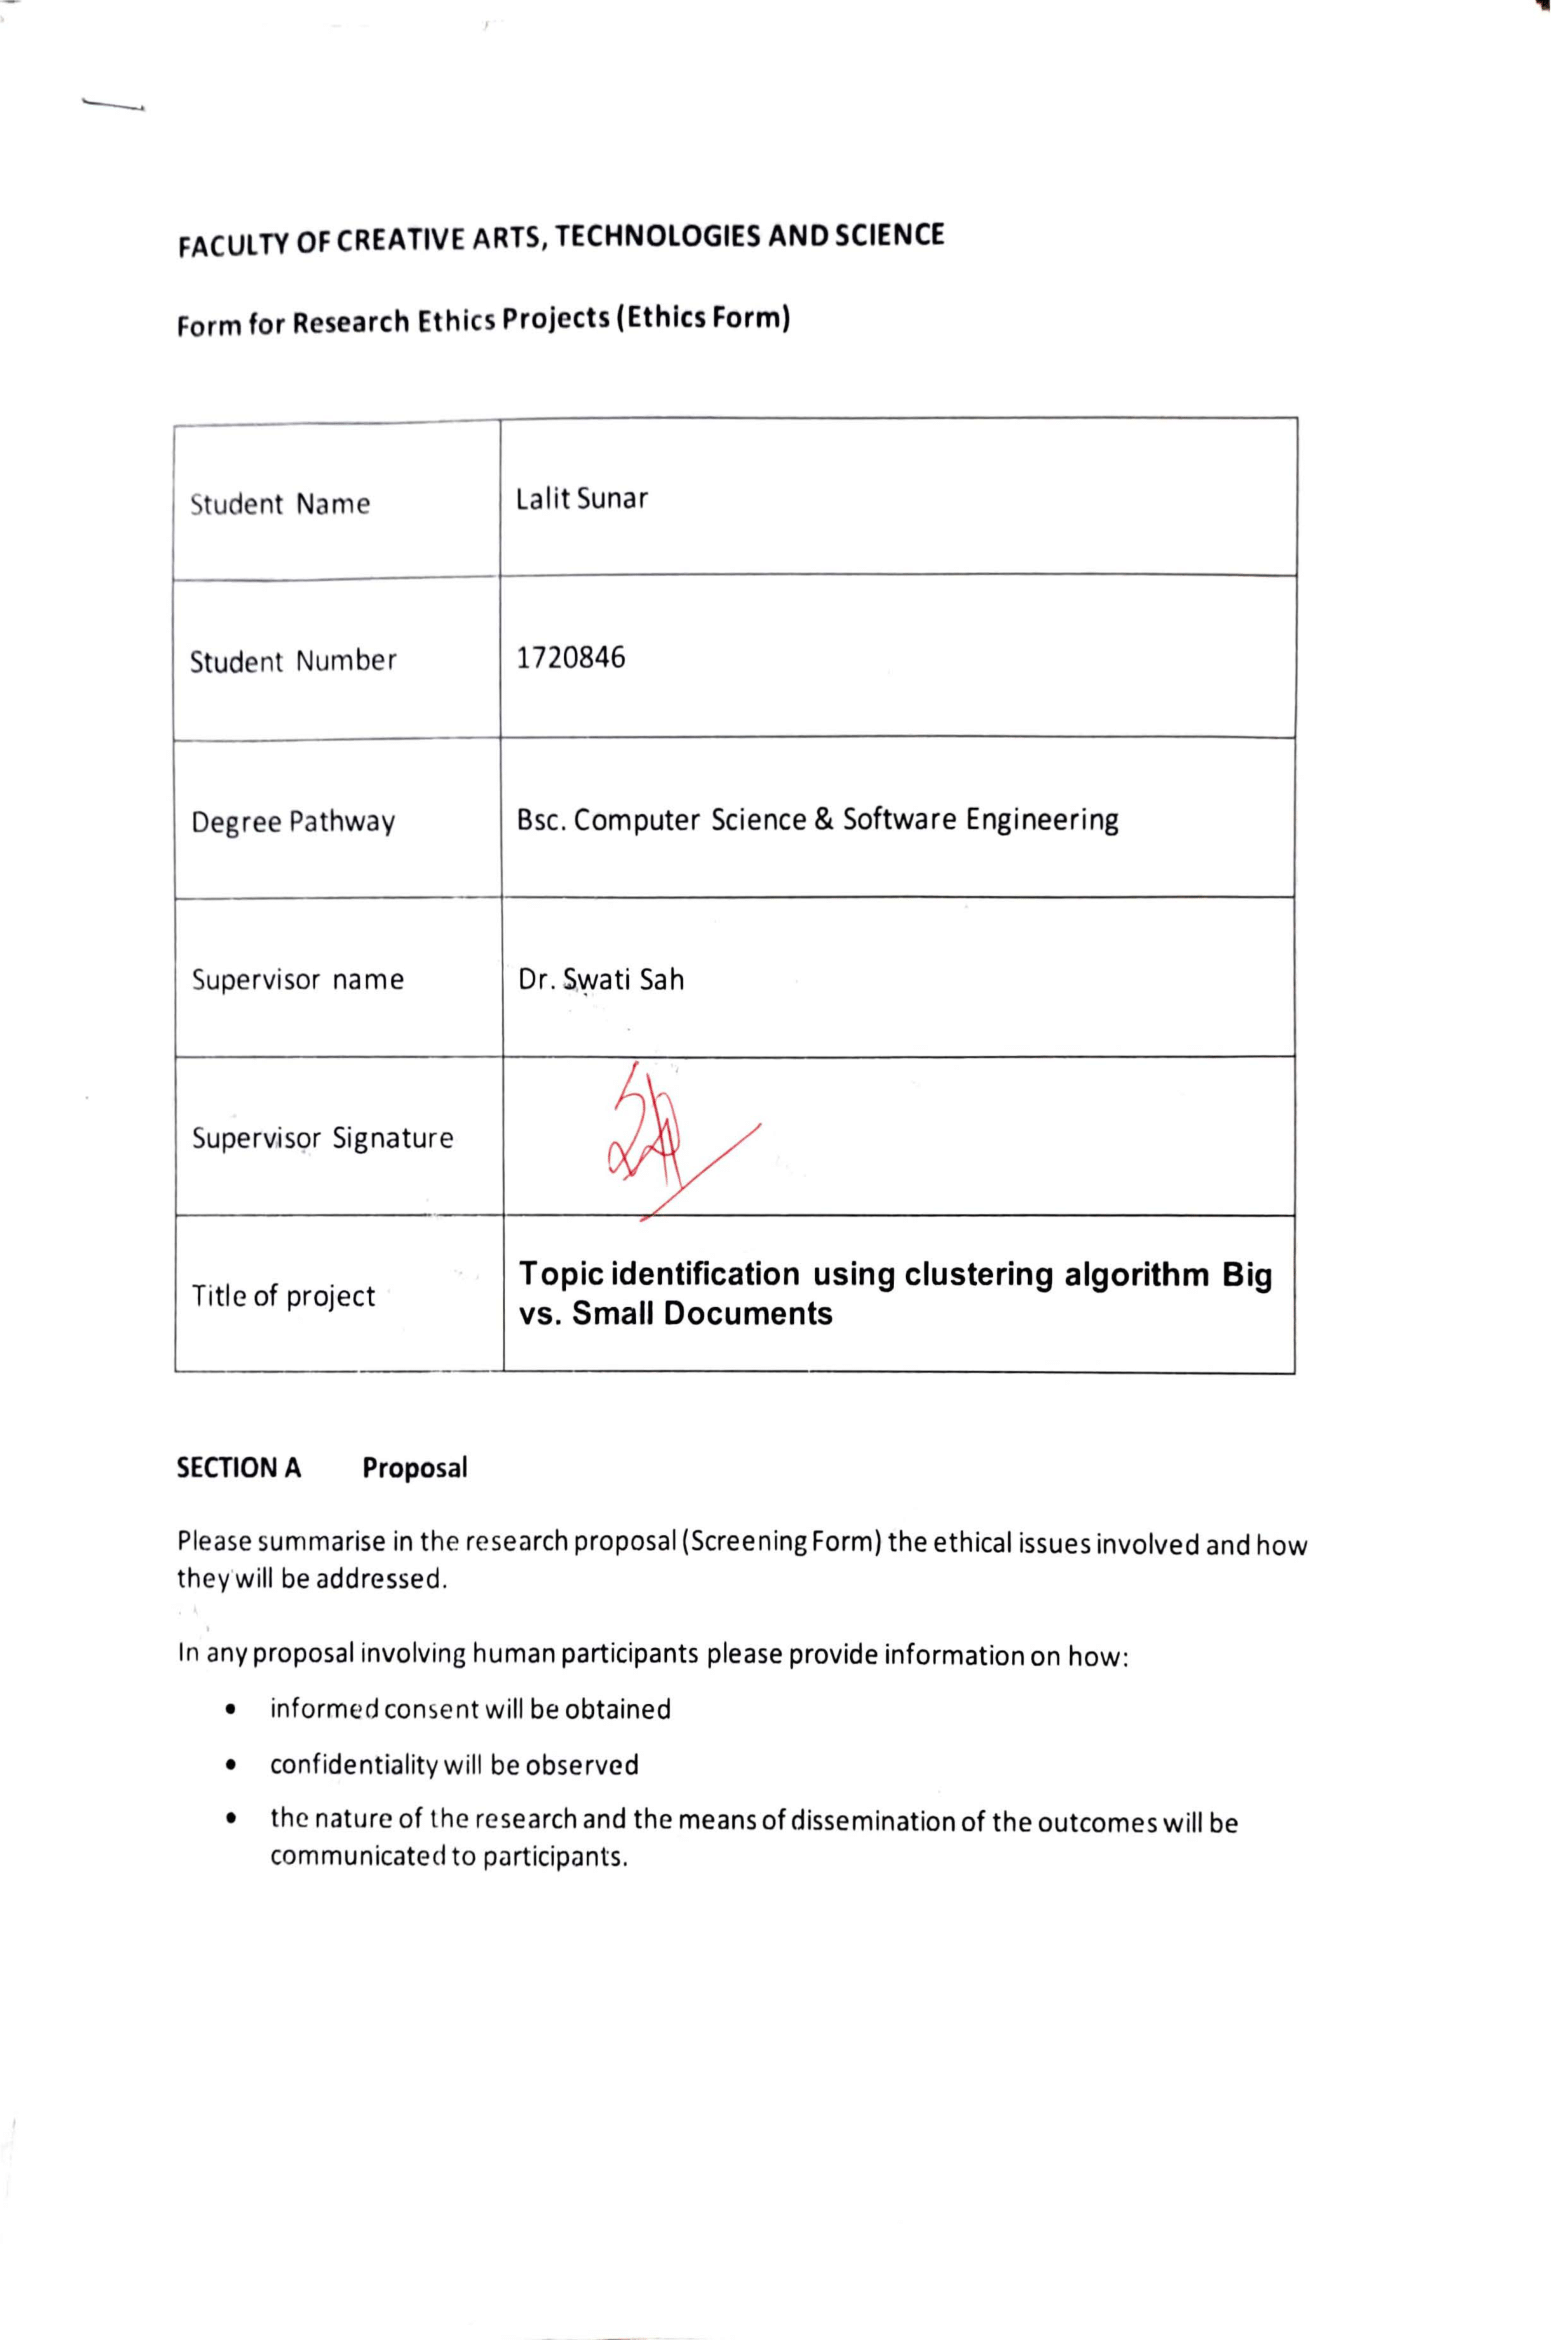 FACULTY OF CREATIVE ARTS, TECHNOLOGIES AND SCIENCE
Form for Research Ethics Projects (Ethics Form)
Student Name
Lalit Sunar
Student Number
1720846
Degree Pathway
Bsc. Computer Science & Software Engineering
Supervisor name
Dr. Swati Sah
Supervisor Signature
Title of project
Topic identification using clustering algorithm Big
vs. Small Documents
SECTION A Proposal
Please summarise in the research proposal (Screening Form) the ethical issues involved and how
they will be addressed.
In any proposal involving human participants please provide information on how:
• informed consent will be obtained
• confidentiality will be observed
• the nature of the research and the means of dissemination of the outcomes will be
communicated to participants.